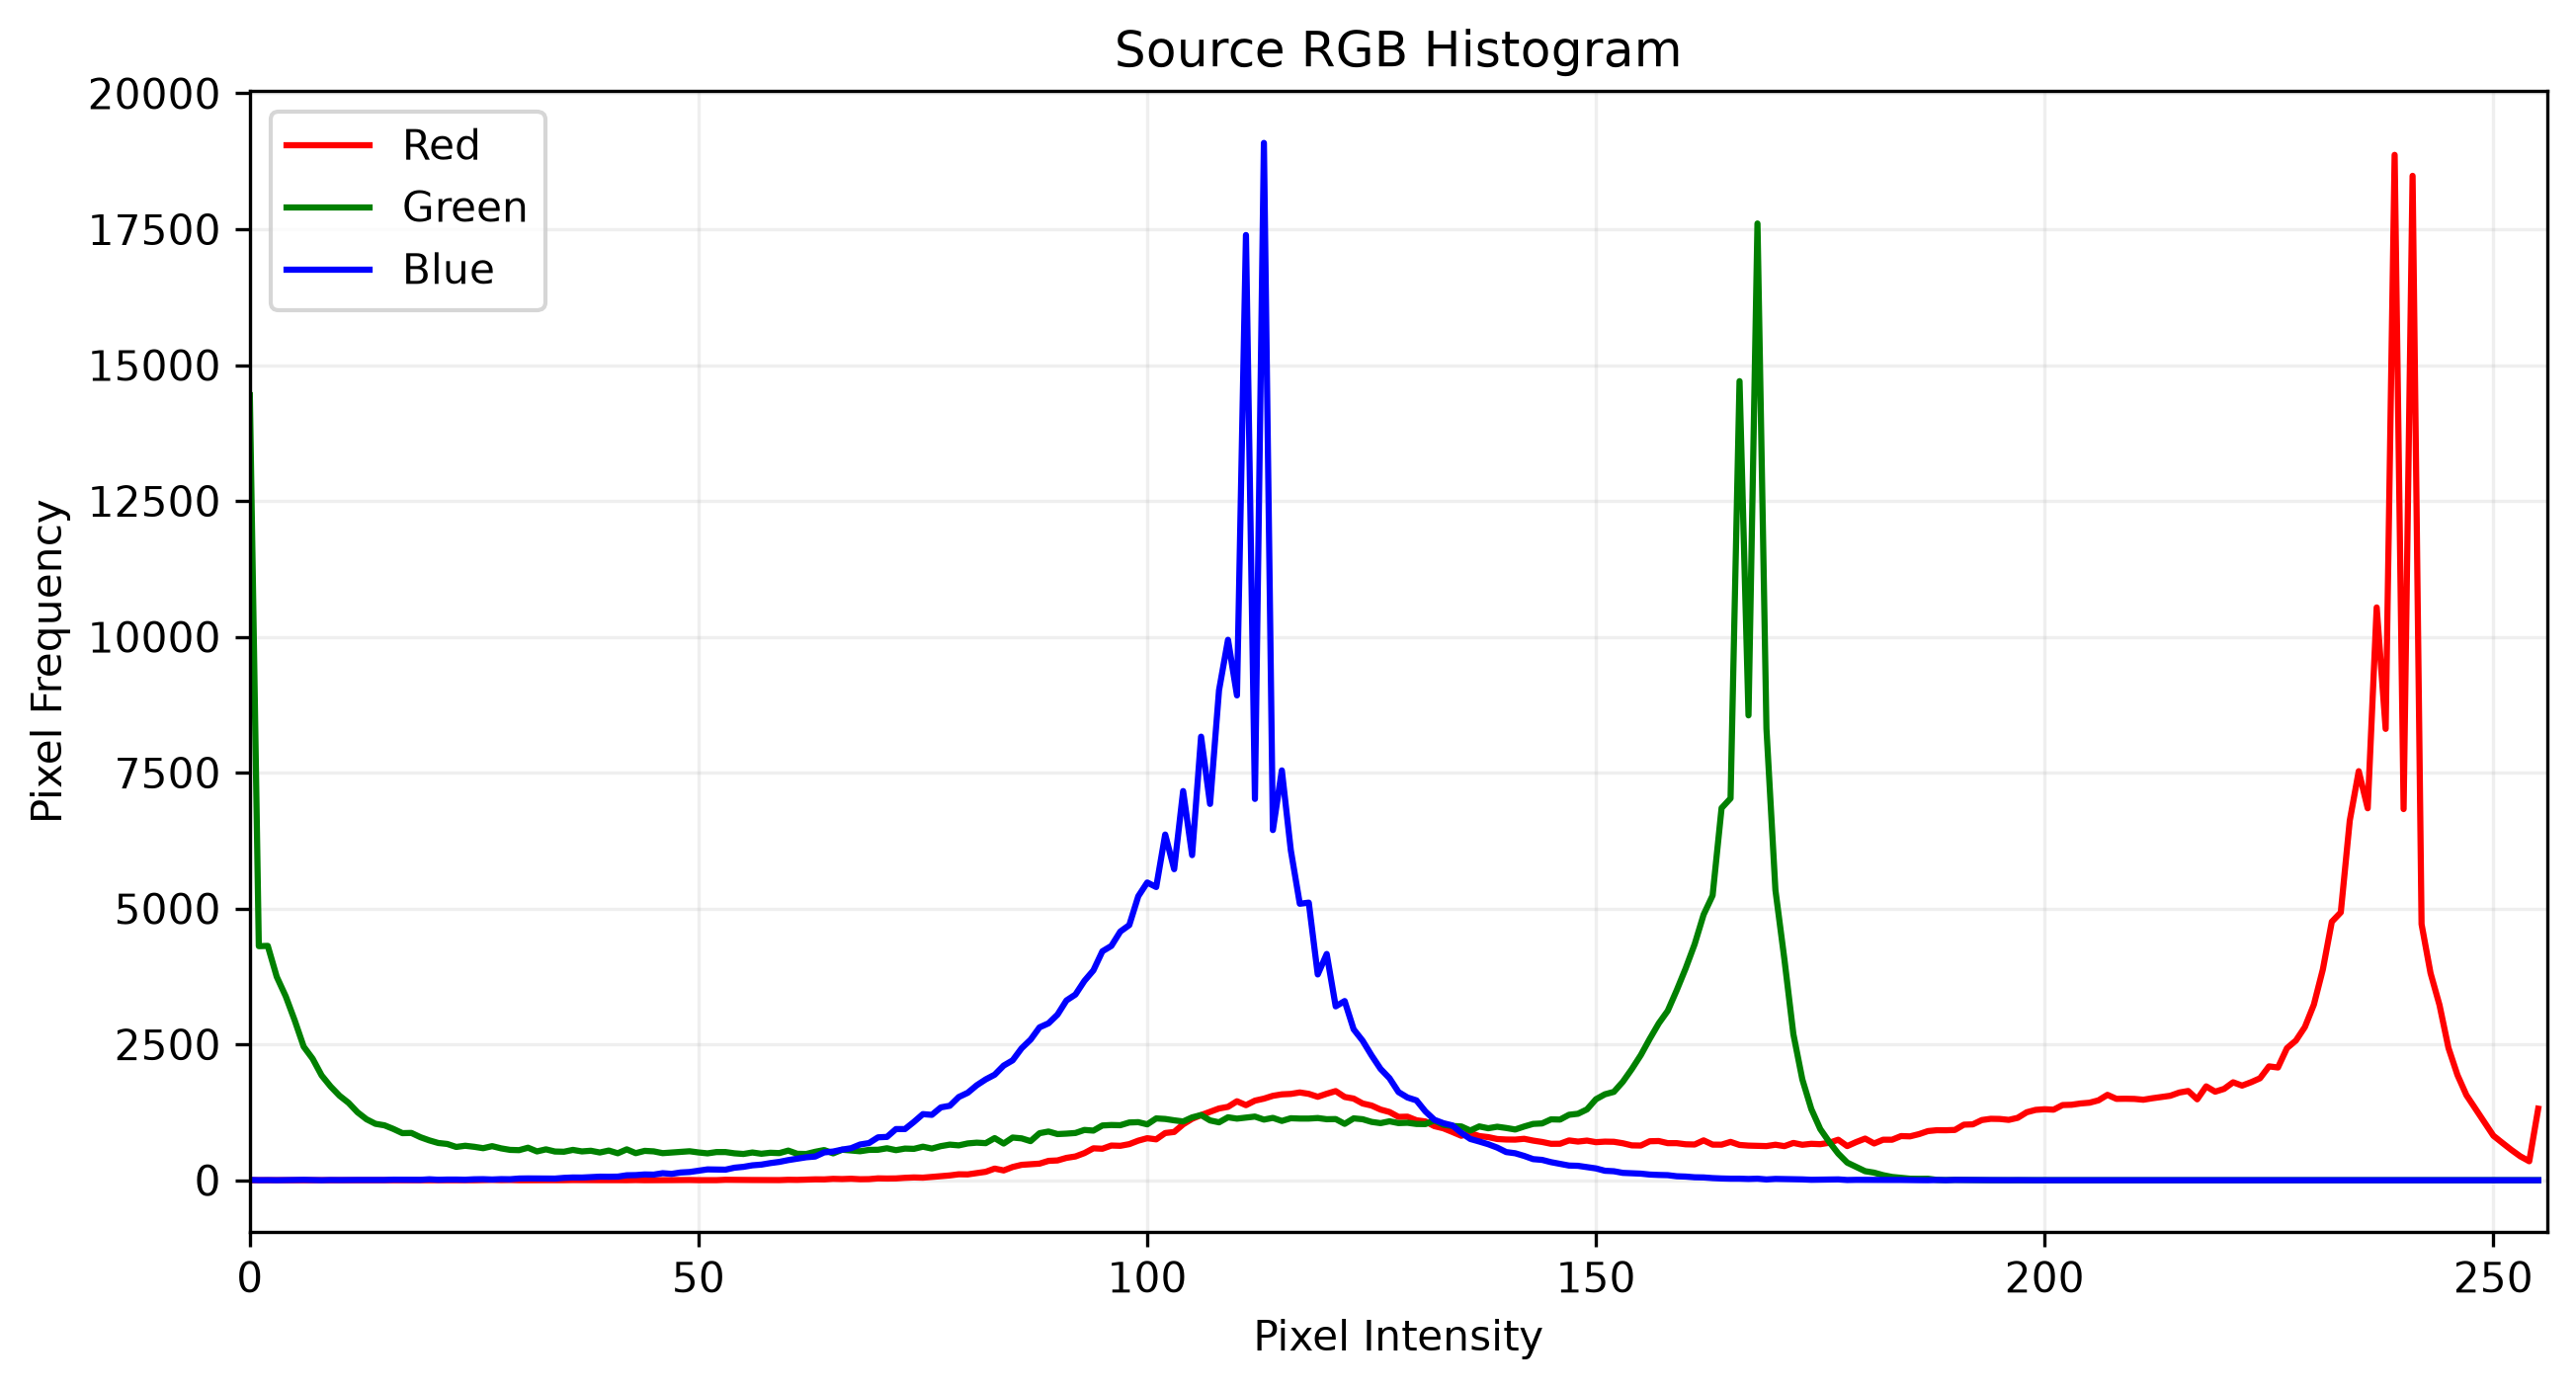 Source RGB Histogram
20000
17500
15000
12500
10000
7500
5000
2500
0
Red
Green
Blue
Pixel Frequency
0 50 100 150 200 250
Pixel Intensity